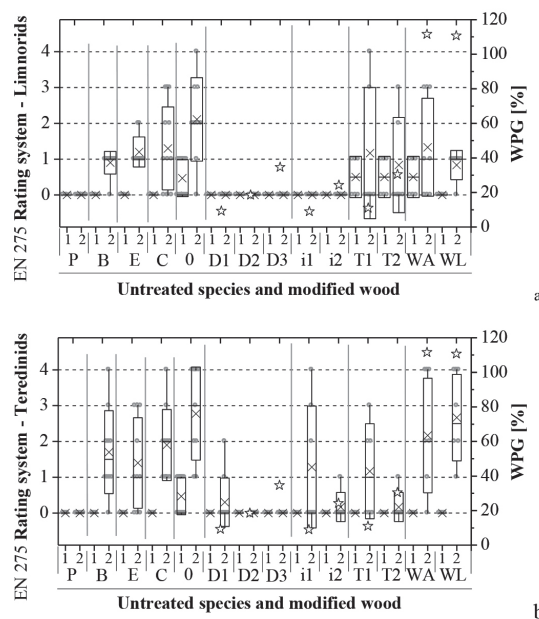 EN 275 Rating system - Limnorids
4
3
2
1
0
WPG [%]
120
100
80
60
40
20
0
1 2 1 2 1 2 1 2 1 2 1 2 1 2 1 2 1 2 1 2 1 2 1 2 1 2 1 2
P B E C 0 D1 D2 D3 i1 i2 T1 T2 WA WL
Untreated species and modified wood
a
EN 275 Rating system - Teredinids
4
3
2
1
0
WPG [%]
120
100
80
60
40
20
0
1 2 1 2 1 2 1 2 1 2 1 2 1 2 1 2 1 2 1 2 1 2 1 2 1 2 1 2
P B E C 0 D1 D2 D3 i1 i2 T1 T2 WA WL
Untreated species and modified wood
b